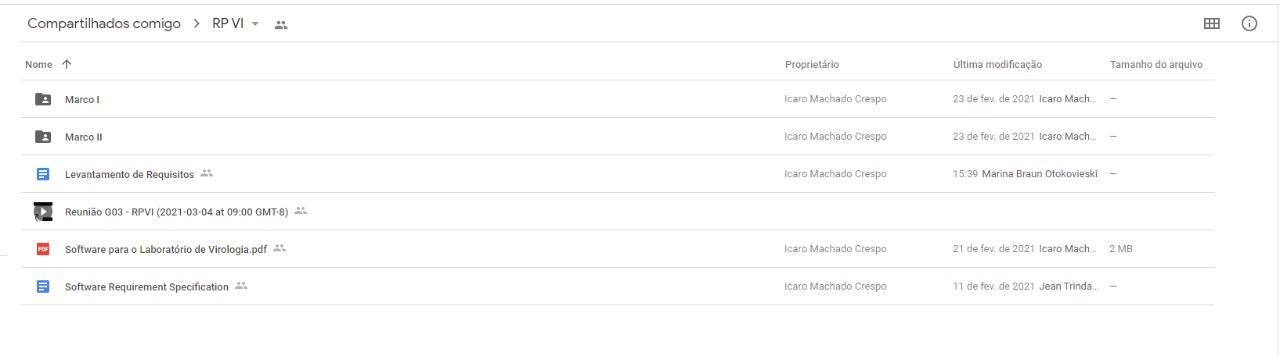 Compartilhados comigo > RP VI
Nome Proprietário Última modificação Tamanho do arquivo
Marco I Icaro Machado Crespo 23 de fev. de 2021 Icaro Mach... —
Marco II Icaro Machado Crespo 23 de fev. de 2021 Icaro Mach... —
Levantamento de Requisitos Icaro Machado Crespo 15:39 Marina Braun Otokovieski —
Reunião G03 - RPVI (2021-03-04 at 09:00 GMT-8)
PDF Software para o Laboratório de Virologia.pdf Icaro Machado Crespo 21 de fev. de 2021 Icaro Mach... 2 MB
Software Requirement Specification Icaro Machado Crespo 11 de fev. de 2021 Jean Trinda... —